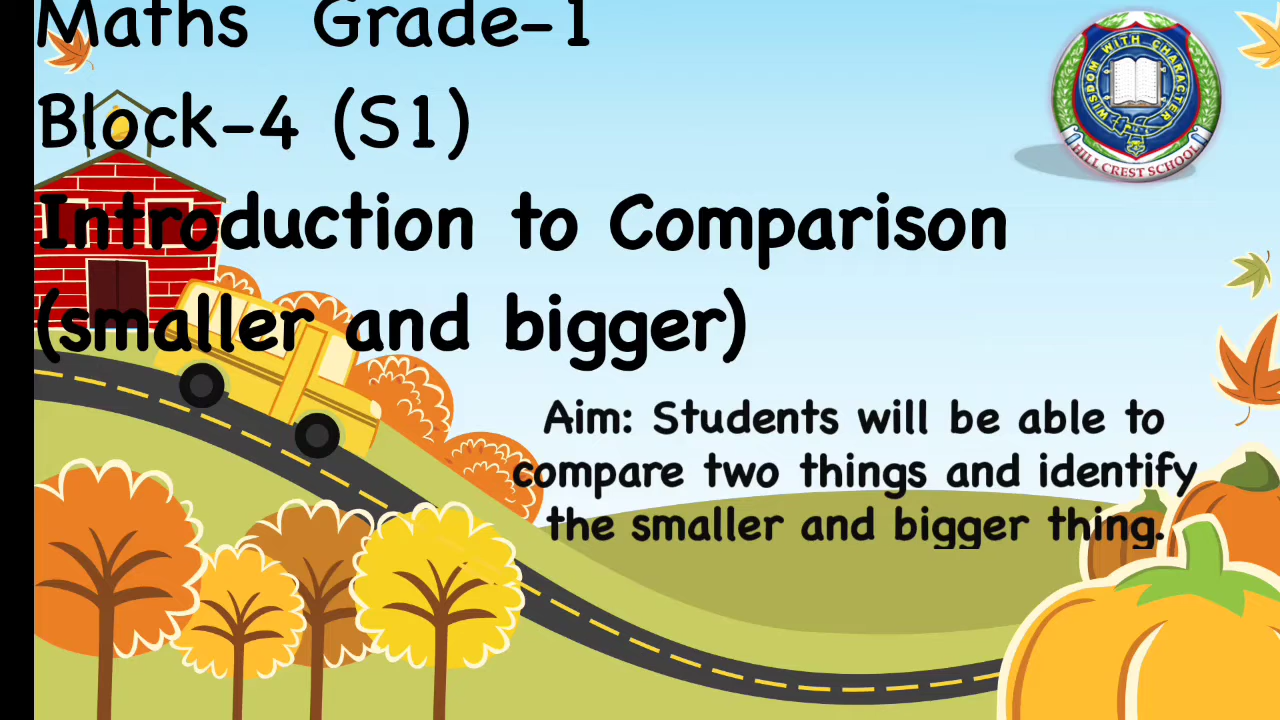 Maths Grade-1
Block-4 (S1)
Introduction to Comparison
(smaller and bigger)
Aim: Students will be able to
compare two things and identify
the smaller and bigger thing.
WISDOM WITH CHARACTER
HILL CREST SCHOOL